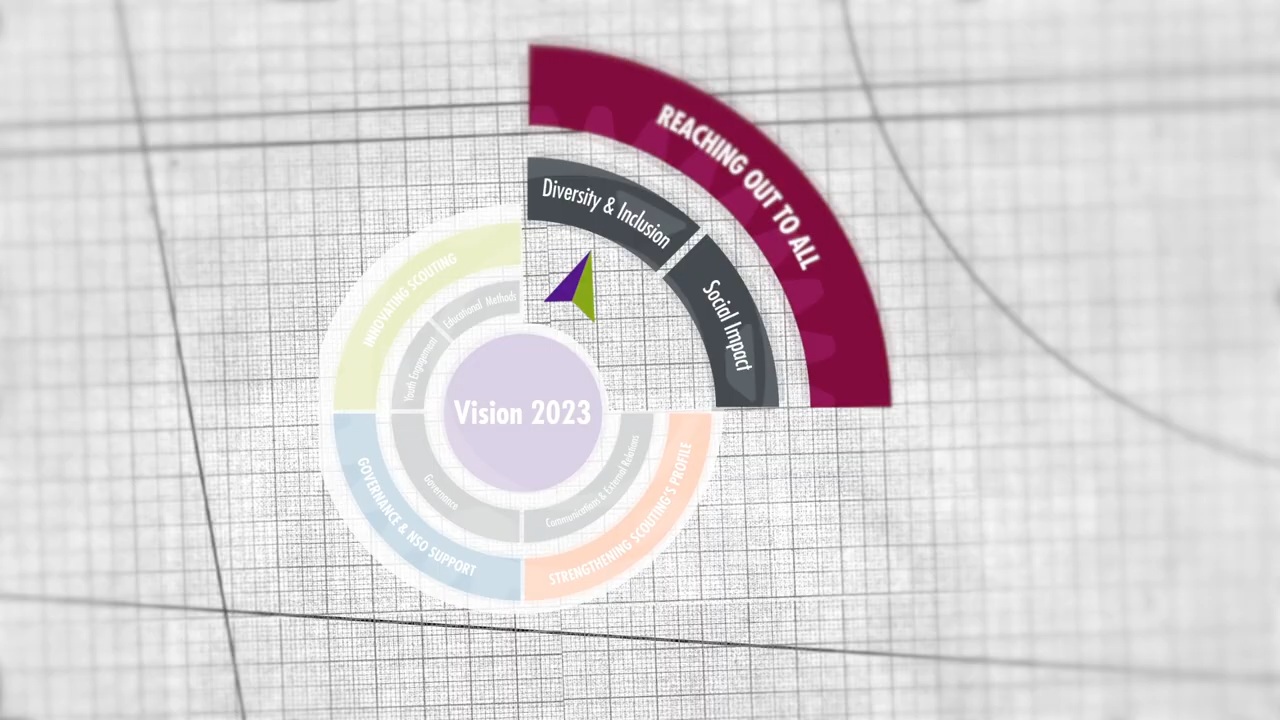 REACHING OUT TO ALL
Diversity & Inclusion
Social Impact
INNOVATING SCOUTING
Educational Methods
Youth Engagement
Vision 2023
GOVERNANCE & NSO SUPPORT
Governance
Communications & External Relations
STRENGTHENING SCOUTING'S PROFILE